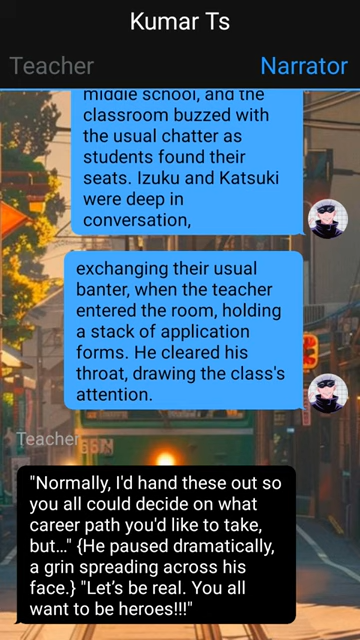 Kumar Ts
Teacher
Narrator
middle school, and the
classroom buzzed with
the usual chatter as
students found their
seats. Izuku and Katsuki
were deep in
conversation,
exchanging their usual
banter, when the teacher
entered the room, holding
a stack of application
forms. He cleared his
throat, drawing the class's
attention.
Teacher
"Normally, I'd hand these out so
you all could decide on what
career path you'd like to take,
but…" {He paused dramatically,
a grin spreading across his
face.} "Let’s be real. You all
want to be heroes!!!"